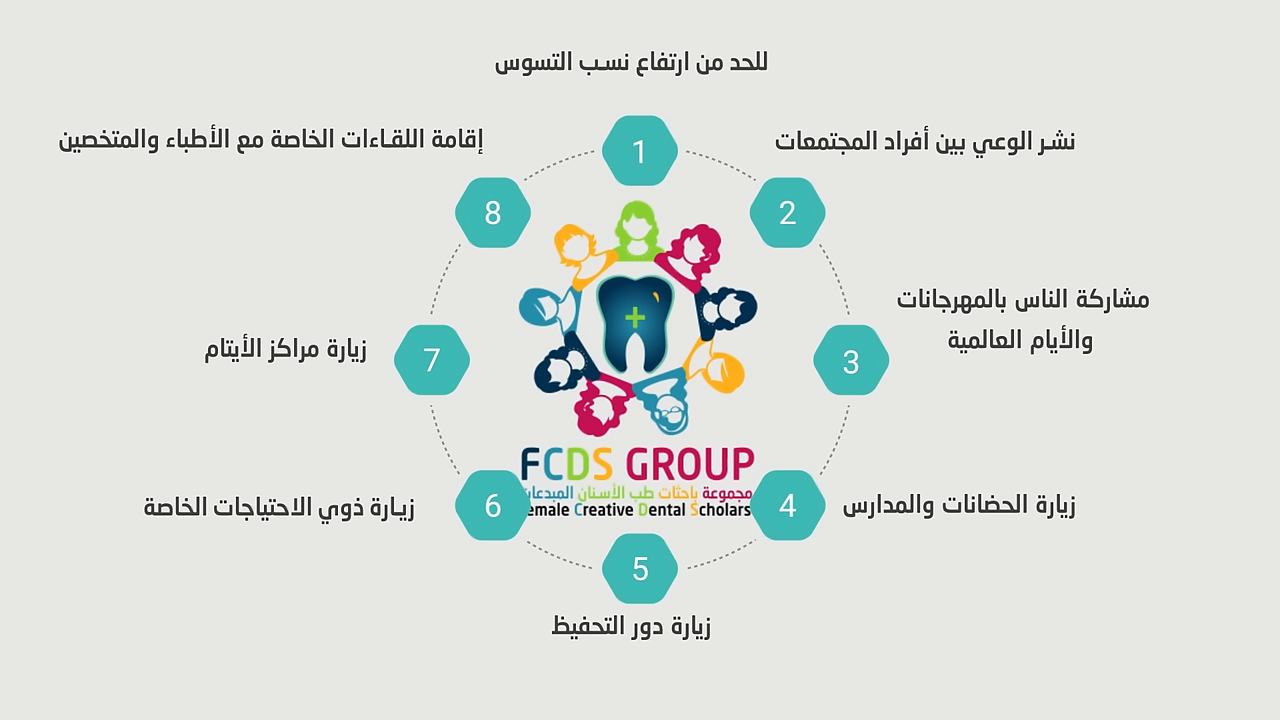 للحد من ارتفاع نسب التسوس
1
نشر الوعي بين أفراد المجتمعات
2
مشاركة الناس بالمهرجانات
والأيام العالمية
3
زيارة الحضانات والمدارس
4
زيارة دور التحفيظ
5
زيارة ذوي الاحتياجات الخاصة
6
زيارة مراكز الأيتام
7
إقامة اللقاءات الخاصة مع الأطباء والمتخصين
8
FCDS GROUP
مجموعة باحثات طب الأسنان المبدعات
emale Creative Dental Scholars